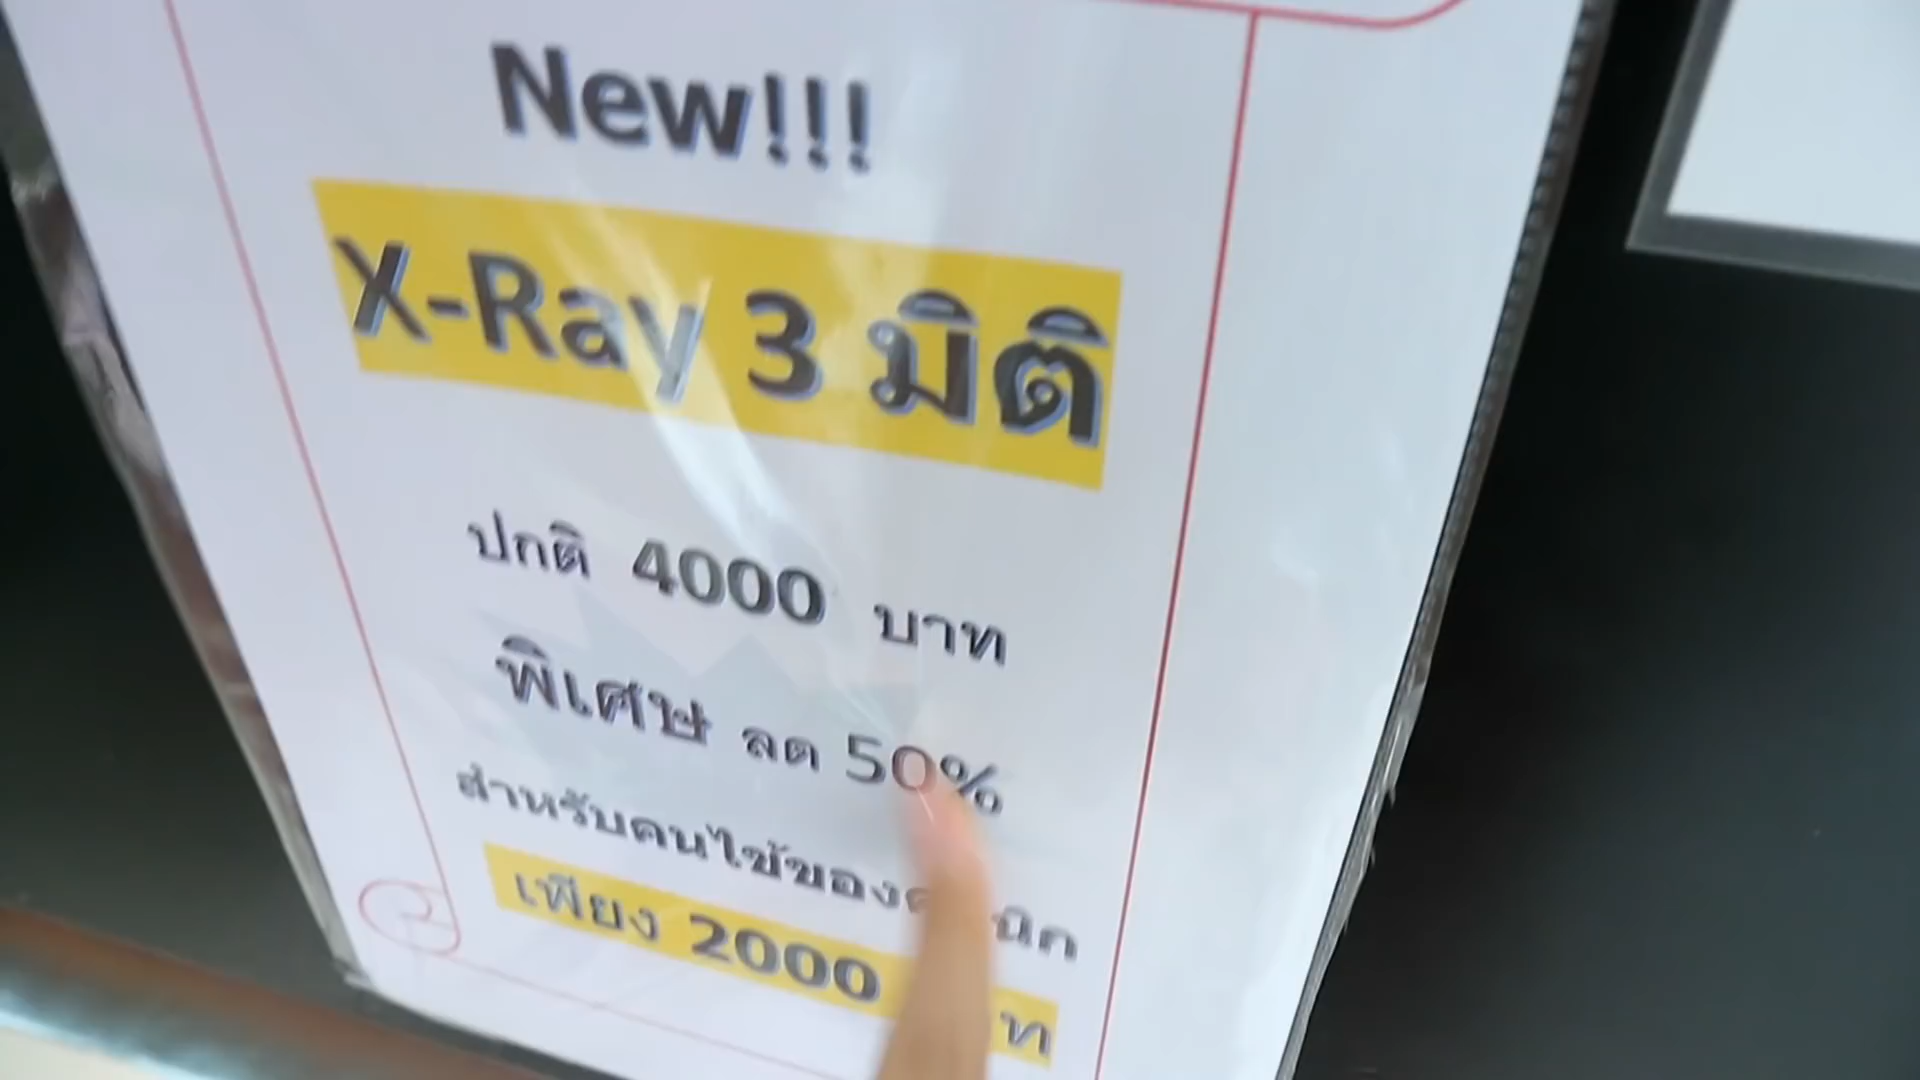 New!!!
X-Ray 3 มิติ
ปกติ 4000 บาท
พิเศษ ลด 50%
สำหรับคนไข้ของ
เพียง 2000